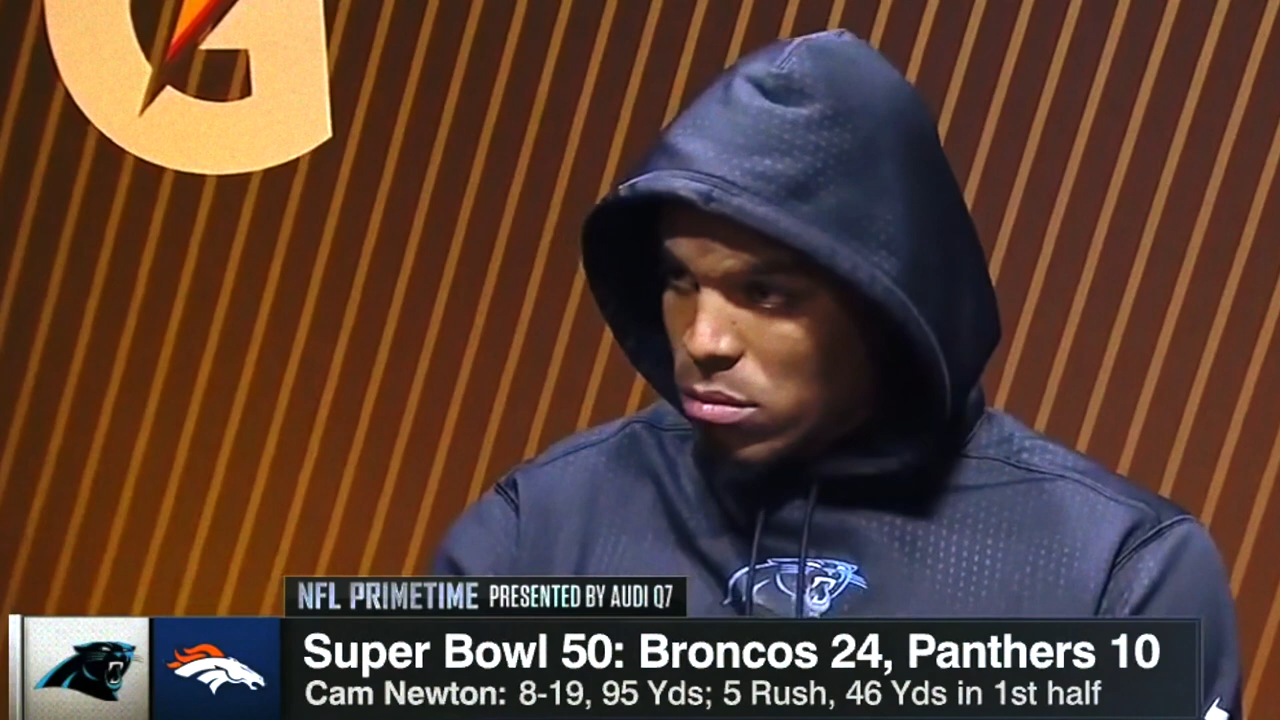 G
NFL PRIMETIME PRESENTED BY AUDI Q7
Super Bowl 50: Broncos 24, Panthers 10
Cam Newton: 8-19, 95 Yds; 5 Rush, 46 Yds in 1st half